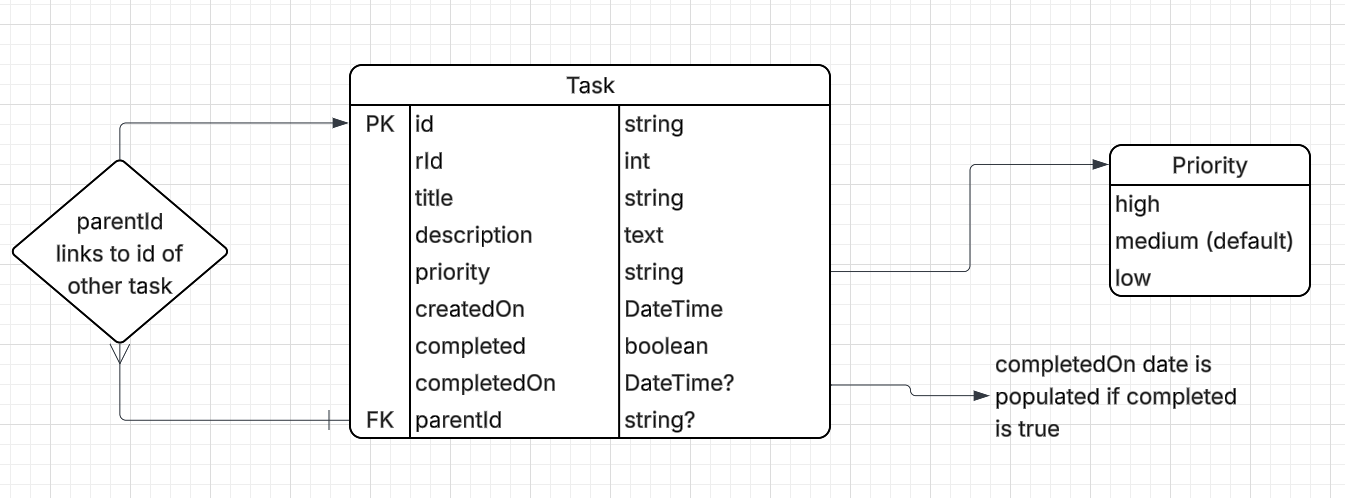 Task
PK id string
rId int
title string
description text
priority string
createdOn DateTime
completed boolean
completedOn DateTime?
FK parentId string?
parentId
links to id of
other task
Priority
high
medium (default)
low
completedOn date is
populated if completed
is true